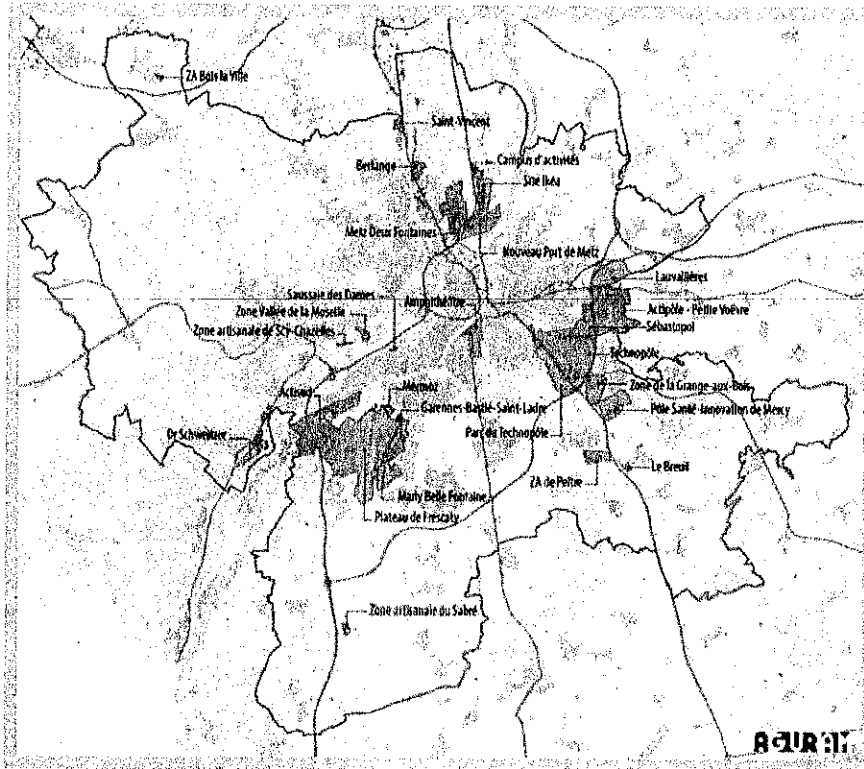 ZA Bois la Ville
Saint-Vincent
Berlange
Campus d'activités
Site Ikéa
Metz Deux Fontaines
Nouveau Port de Metz
Lauvallières
Saussaie des Dames
Amphithéâtre
Zone Vallée de la Moselle
Actipôle - Petite Voëvre
Zone artisanale de Scy-Chazelles
Sébastopol
Technopôle
Actisud
Mermoz
Zone de la Grange-aux-Bois
Garennes-Bastié-Saint-Ladre
Pôle Santé-Innovation de Mercy
Dr Schweitzer
Parc du Technopôle
Le Breuil
Marly Belle Fontaine
ZA de Peltre
Plateau de Frescaty
Zone artisanale du Sabré
AGURAM